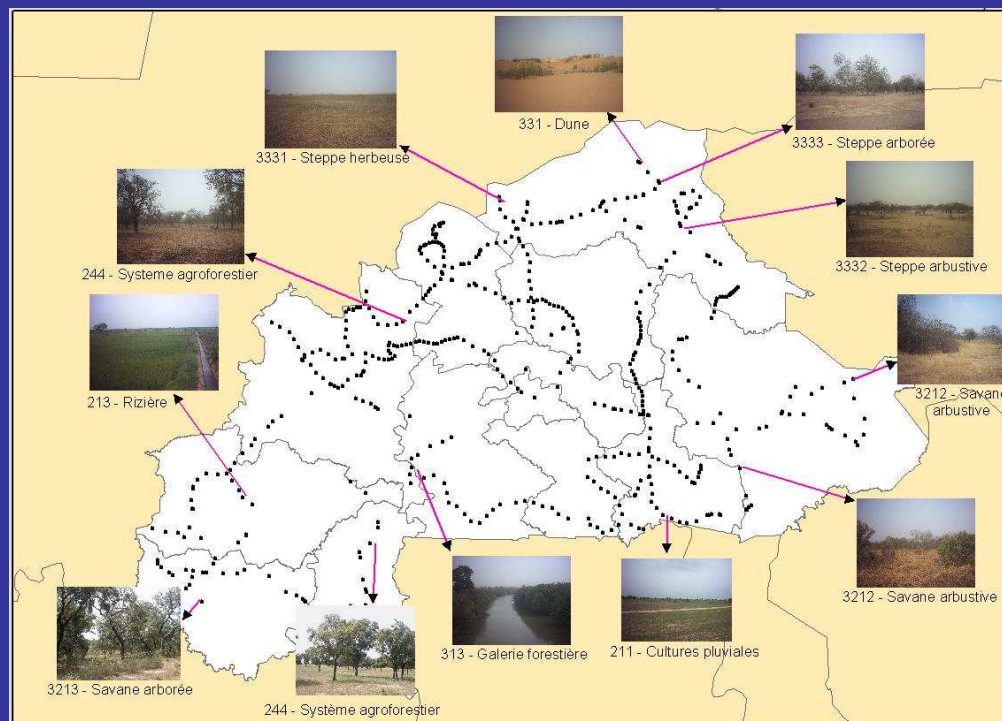 331 - Dune
3331 - Steppe herbeuse
3333 - Steppe arborée
244 - Systeme agroforestier
3332 - Steppe arbustive
213 - Rizière
3212 - Savane
arbustive
3212 - Savane arbustive
3213 - Savane arborée
244 - Système agroforestier
313 - Galerie forestière
211 - Cultures pluviales